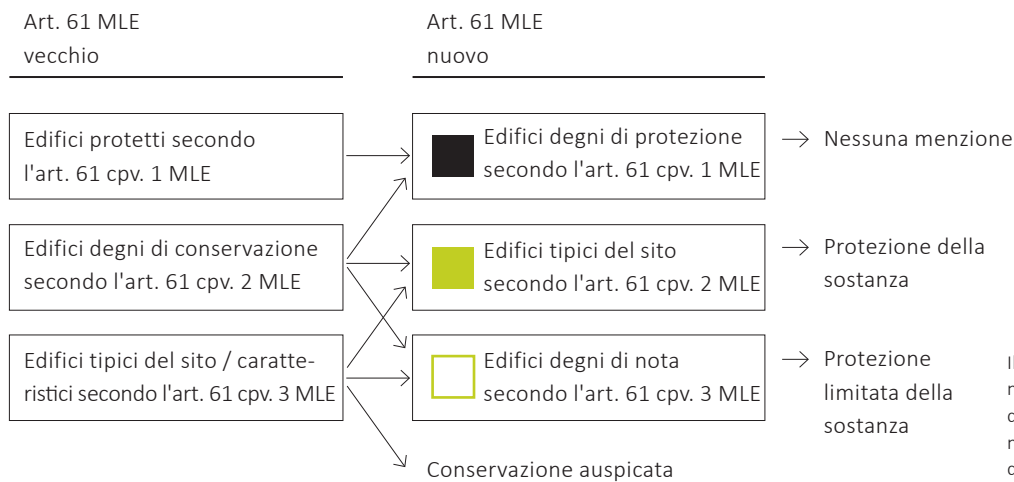 Art. 61 MLE
vecchio
Art. 61 MLE
nuovo
Edifici protetti secondo
l'art. 61 cpv. 1 MLE
Edifici degni di protezione
secondo l'art. 61 cpv. 1 MLE
Nessuna menzione
Edifici degni di conservazione
secondo l'art. 61 cpv. 2 MLE
Edifici tipici del sito
secondo l'art. 61 cpv. 2 MLE
Protezione della
sostanza
Edifici tipici del sito / caratte-
ristici secondo l'art. 61 cpv. 3 MLE
Edifici degni di nota
secondo l'art. 61 cpv. 3 MLE
Protezione
limitata della
sostanza
Conservazione auspicata